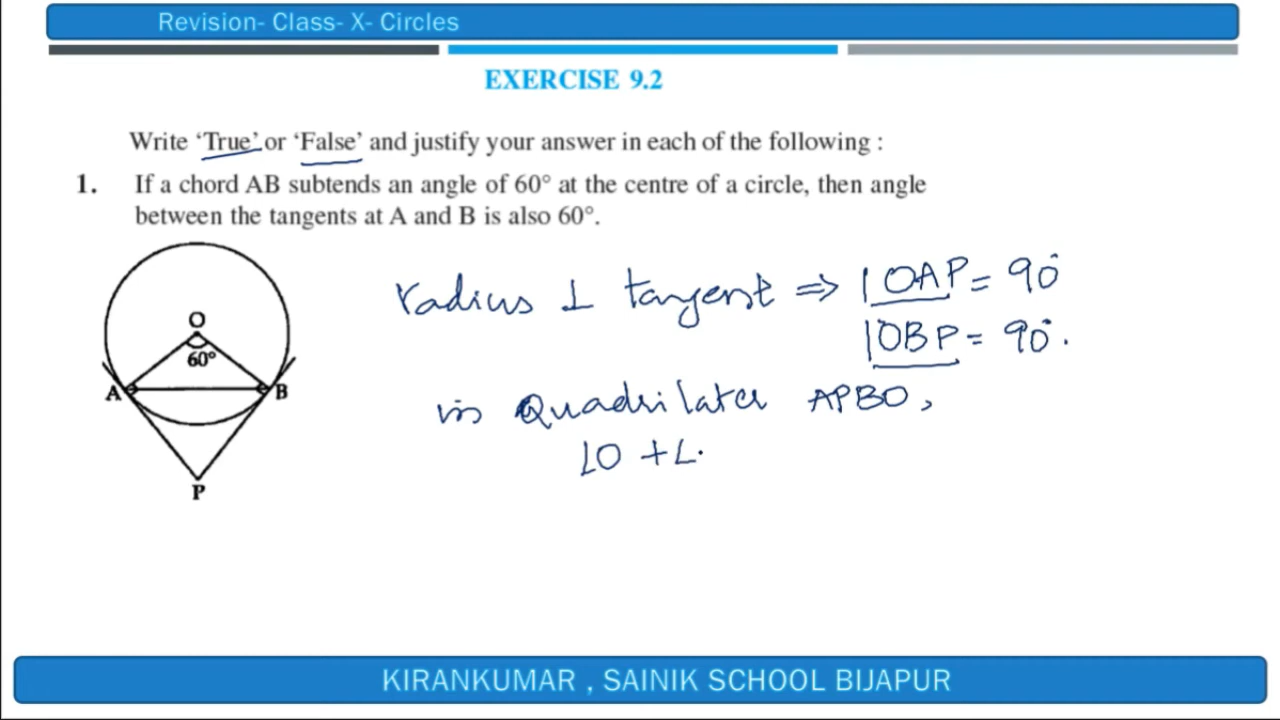 Revision- Class- X- Circles
EXERCISE 9.2
Write ‘True’ or ‘False’ and justify your answer in each of the following :
1. If a chord AB subtends an angle of 60° at the centre of a circle, then angle
between the tangents at A and B is also 60°.
O
60°
A
B
P
radius ⊥ tangent ⇒ ∠OAP = 90°
∠OBP = 90°.
in Quadrilater APBO,
∠O + ∠
KIRANKUMAR , SAINIK SCHOOL BIJAPUR